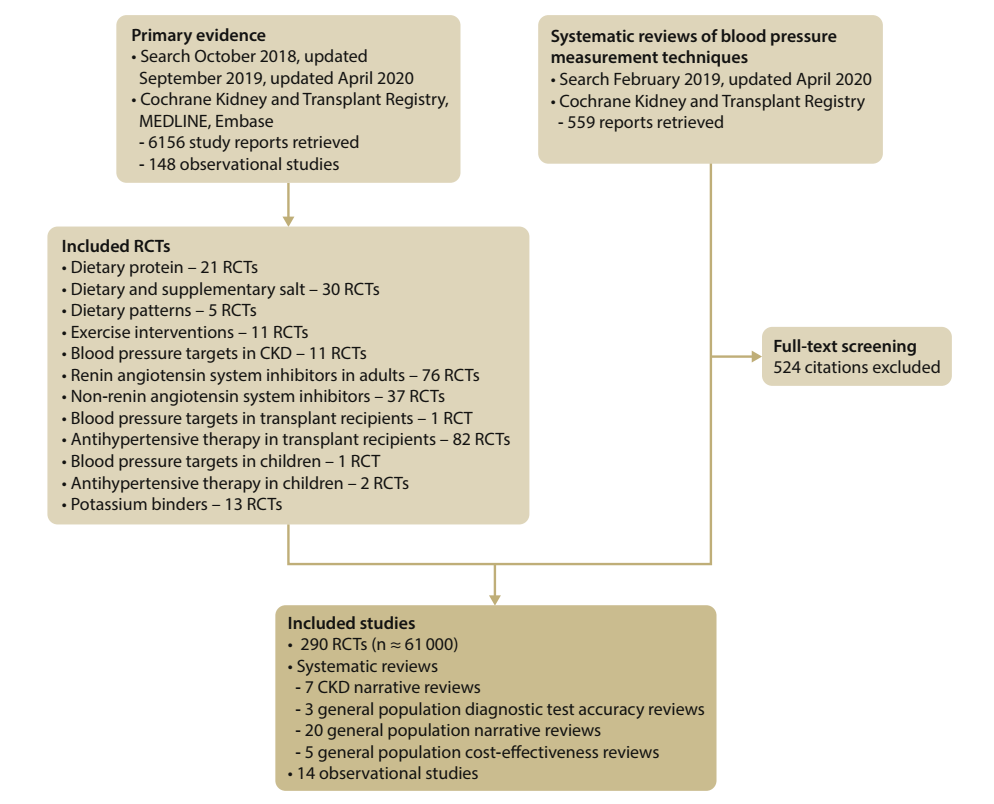 Primary evidence
• Search October 2018, updated
September 2019, updated April 2020
• Cochrane Kidney and Transplant Registry,
MEDLINE, Embase
- 6156 study reports retrieved
- 148 observational studies
Systematic reviews of blood pressure
measurement techniques
• Search February 2019, updated April 2020
• Cochrane Kidney and Transplant Registry
- 559 reports retrieved
Included RCTs
• Dietary protein – 21 RCTs
• Dietary and supplementary salt – 30 RCTs
• Dietary patterns – 5 RCTs
• Exercise interventions – 11 RCTs
• Blood pressure targets in CKD – 11 RCTs
• Renin angiotensin system inhibitors in adults – 76 RCTs
• Non-renin angiotensin system inhibitors – 37 RCTs
• Blood pressure targets in transplant recipients – 1 RCT
• Antihypertensive therapy in transplant recipients – 82 RCTs
• Blood pressure targets in children – 1 RCT
• Antihypertensive therapy in children – 2 RCTs
• Potassium binders – 13 RCTs
Full-text screening
524 citations excluded
Included studies
• 290 RCTs (n ≈ 61 000)
• Systematic reviews
- 7 CKD narrative reviews
- 3 general population diagnostic test accuracy reviews
- 20 general population narrative reviews
- 5 general population cost-effectiveness reviews
• 14 observational studies